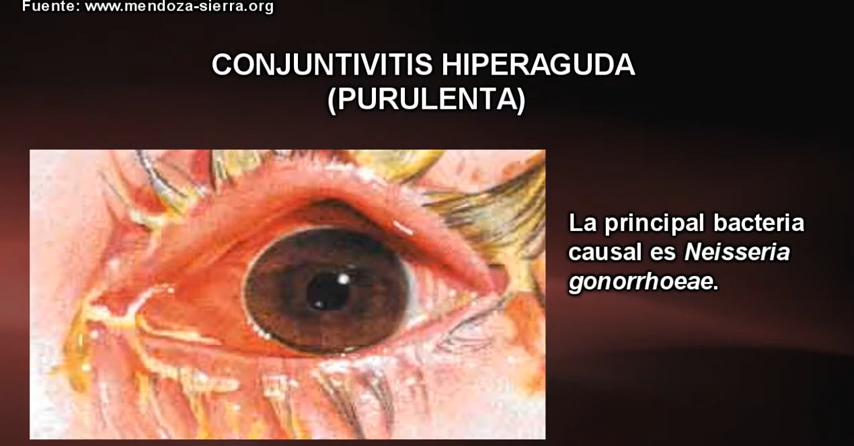 Fuente: www.mendoza-sierra.org
CONJUNTIVITIS HIPERAGUDA
(PURULENTA)
La principal bacteria
causal es Neisseria
gonorrhoeae.